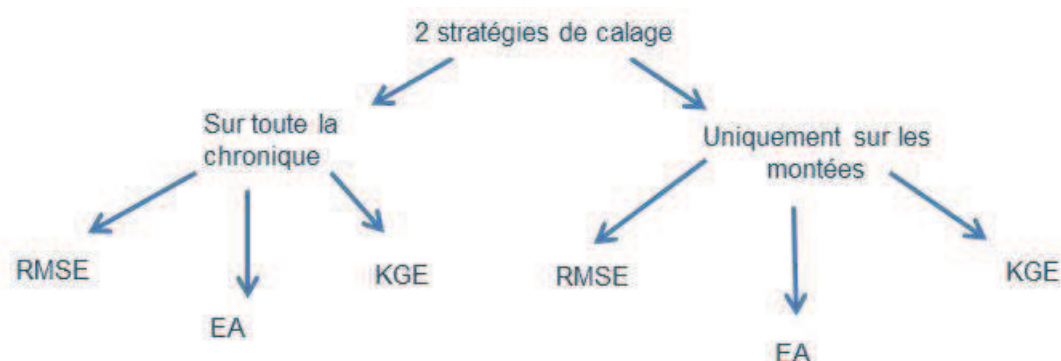 2 stratégies de calage
Sur toute la
chronique
Uniquement sur les
montées
RMSE
EA
KGE
RMSE
EA
KGE